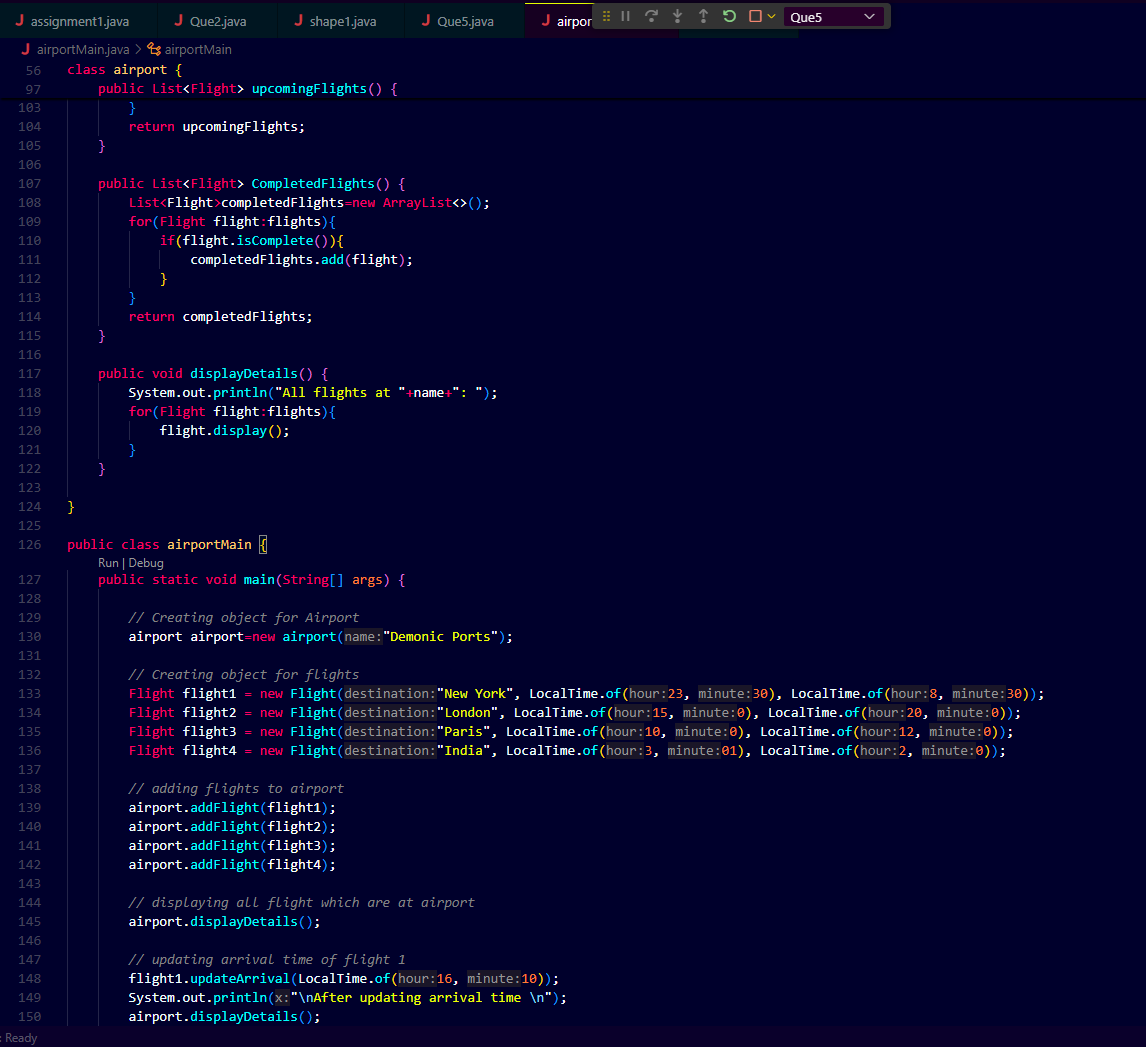 J assignment1.java J Que2.java J shape1.java J Que5.java J airpor Que5
J airportMain.java > airportMain
56 class airport {
97 public List<Flight> upcomingFlights() {
103 }
104 return upcomingFlights;
105 }
106
107 public List<Flight> CompletedFlights() {
108 List<Flight>completedFlights=new ArrayList<>();
109 for(Flight flight:flights){
110 if(flight.isComplete()){
111 completedFlights.add(flight);
112 }
113 }
114 return completedFlights;
115 }
116
117 public void displayDetails() {
118 System.out.println("All flights at "+name+": ");
119 for(Flight flight:flights){
120 flight.display();
121 }
122 }
123
124 }
125
126 public class airportMain {
Run | Debug
127 public static void main(String[] args) {
128
129 // Creating object for Airport
130 airport airport=new airport(name:"Demonic Ports");
131
132 // Creating object for flights
133 Flight flight1 = new Flight(destination:"New York", LocalTime.of(hour:23, minute:30), LocalTime.of(hour:8, minute:30));
134 Flight flight2 = new Flight(destination:"London", LocalTime.of(hour:15, minute:0), LocalTime.of(hour:20, minute:0));
135 Flight flight3 = new Flight(destination:"Paris", LocalTime.of(hour:10, minute:0), LocalTime.of(hour:12, minute:0));
136 Flight flight4 = new Flight(destination:"India", LocalTime.of(hour:3, minute:01), LocalTime.of(hour:2, minute:0));
137
138 // adding flights to airport
139 airport.addFlight(flight1);
140 airport.addFlight(flight2);
141 airport.addFlight(flight3);
142 airport.addFlight(flight4);
143
144 // displaying all flight which are at airport
145 airport.displayDetails();
146
147 // updating arrival time of flight 1
148 flight1.updateArrival(LocalTime.of(hour:16, minute:10));
149 System.out.println(x:"\nAfter updating arrival time \n");
150 airport.displayDetails();
: Ready